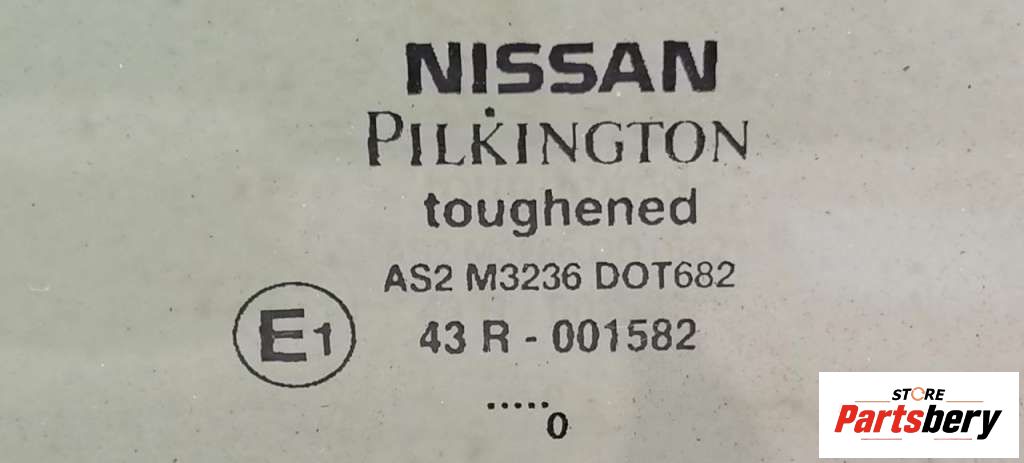 NISSAN
PILKINGTON
toughened
AS2 M3236 DOT682
E1
43 R - 001582
.....
0
STORE
Partsbery